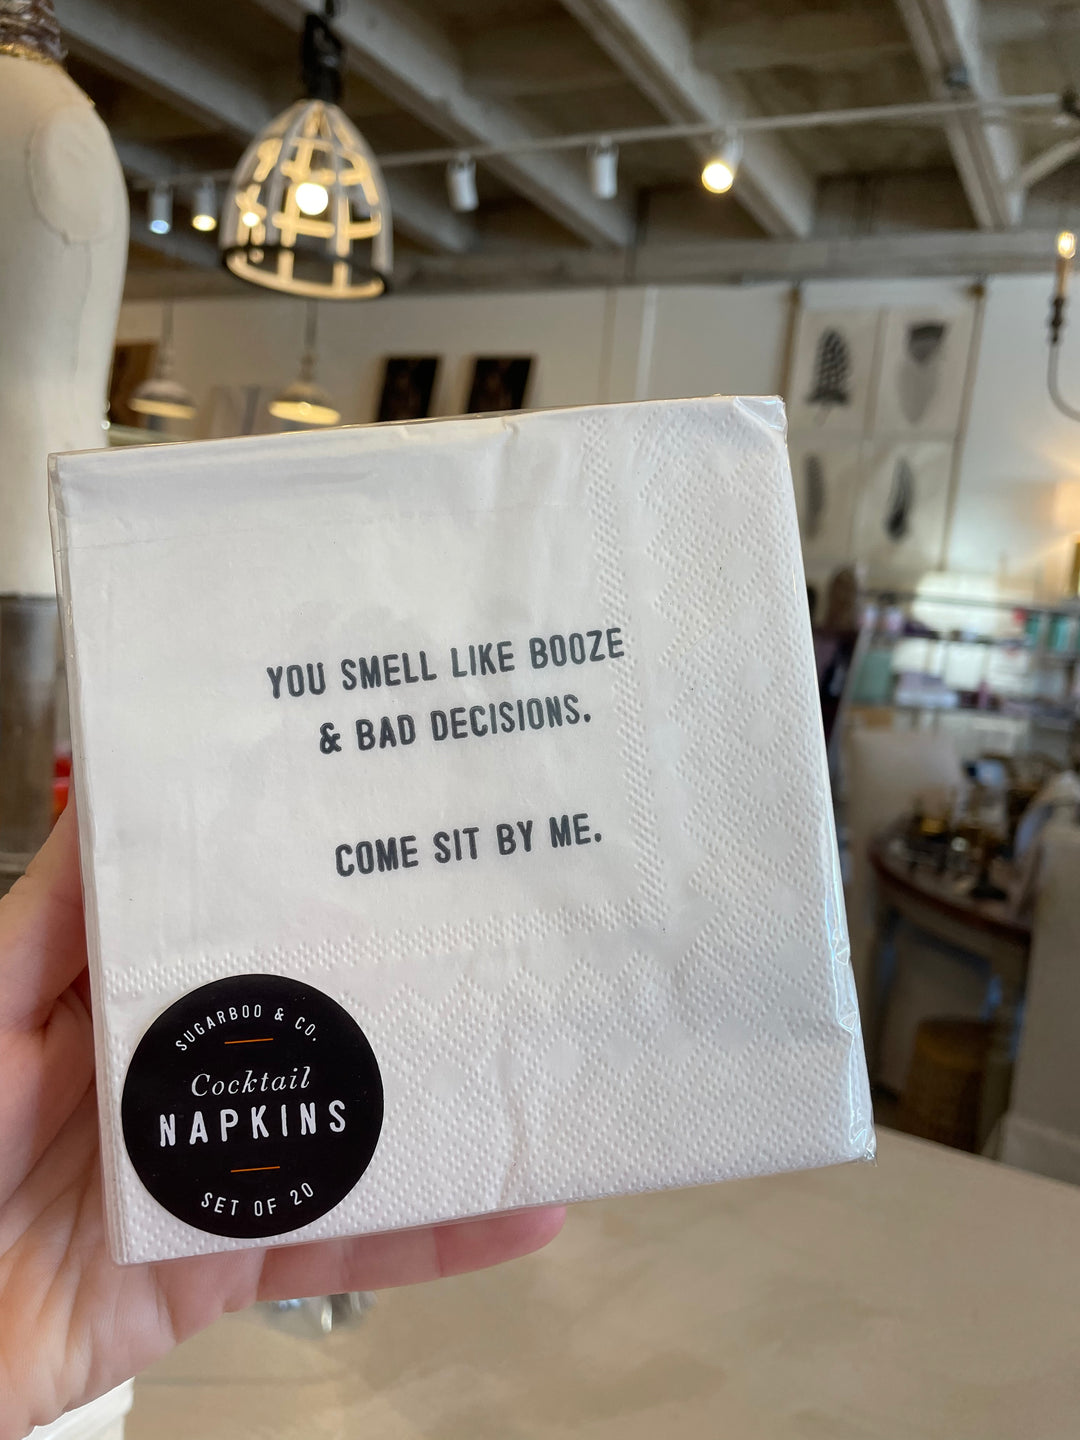 YOU SMELL LIKE BOOZE
& BAD DECISIONS.
COME SIT BY ME.
SUGARBOO & CO.
Cocktail
NAPKINS
SET OF 20